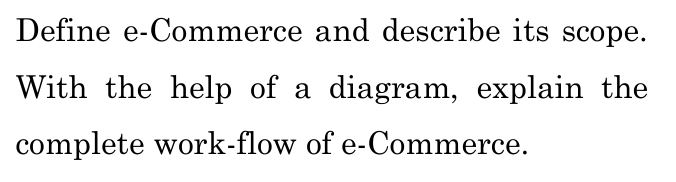 Define e-Commerce and describe its scope.
With the help of a diagram, explain the
complete work-flow of e-Commerce.